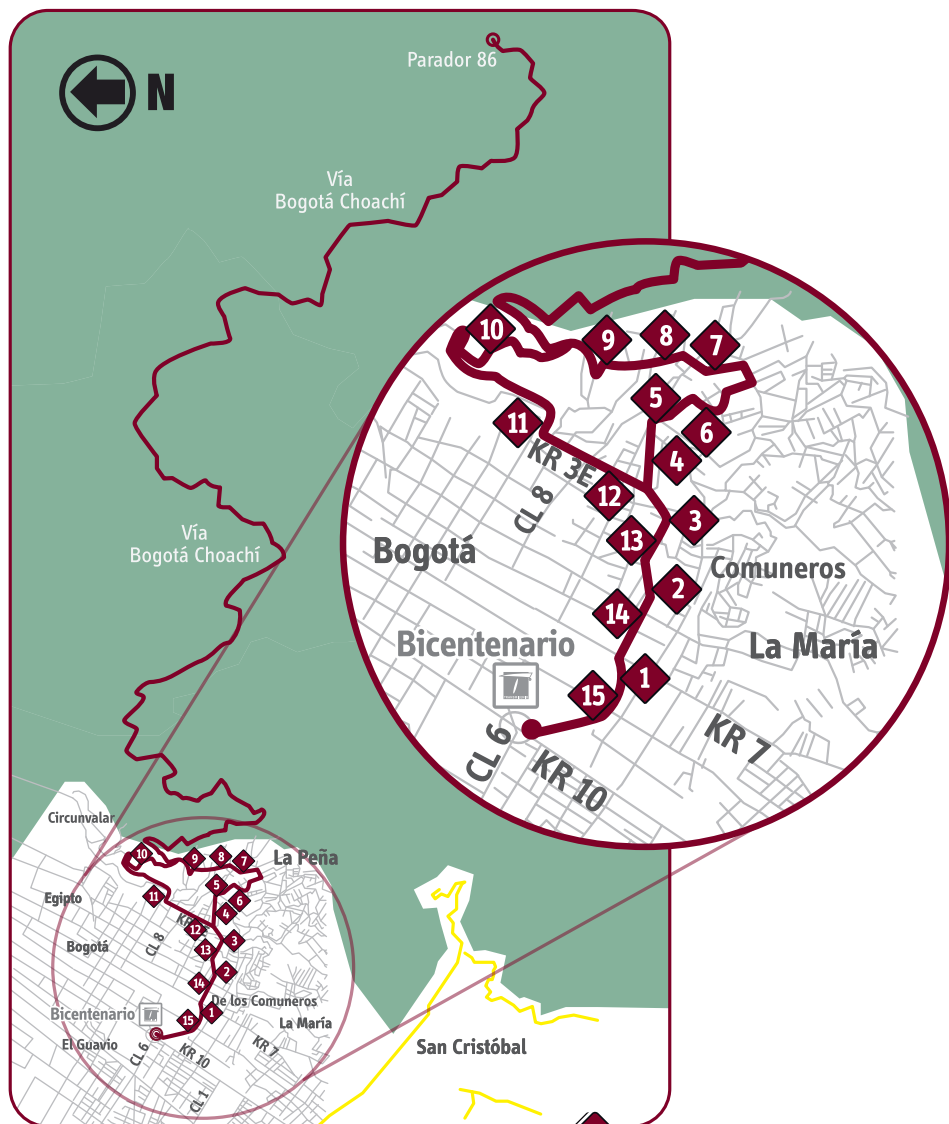 Parador 86
N
Vía
Bogotá Choachí
10
9
8
7
5
6
11
4
KR 3E
12
CL 8
3
13
Bogotá
Comuneros
2
14
Bicentenario
La María
1
15
CL 6
KR 7
KR 10
Vía
Bogotá Choachí
Circunvalar
10
9
8
7
La Peña
5
Egipto
11
6
4
KR
12
CL 8
3
Bogotá
13
2
14
De los Comuneros
Bicentenario
1
15
La María
El Guavio
CL 6
KR 10
KR 7
San Cristóbal
CL 1